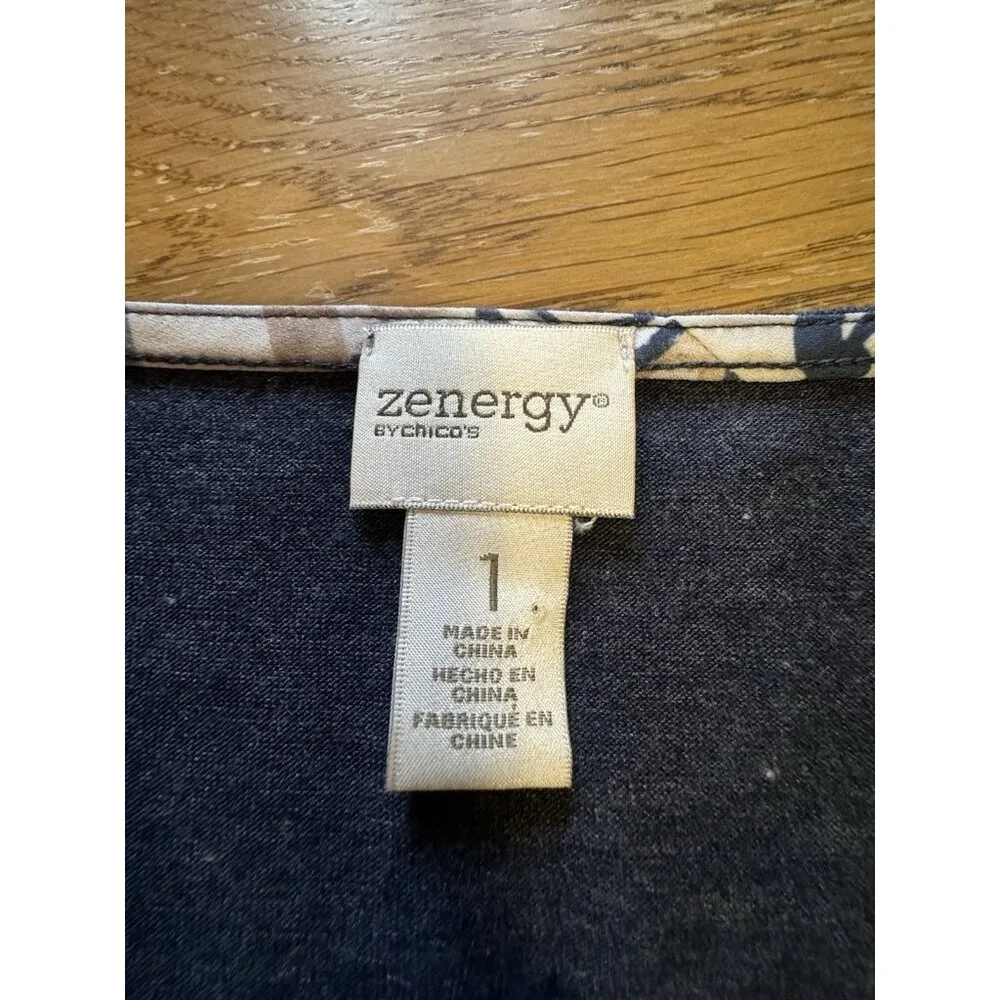 zenergy®
BY chico's
1
MADE IN
CHINA
HECHO EN
CHINA
FABRIQUÉ EN
CHINE